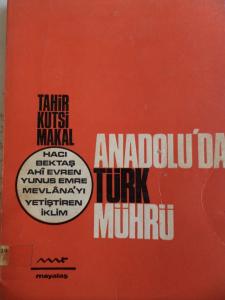 TAHİR
KUTSİ
MAKAL
HACI
BEKTAŞ
AHİ EVREN
YUNUS EMRE
MEVLÂNA'YI
YETİŞTİREN
İKLİM
ANADOLU'DA
TÜRK
MÜHRÜ
mayataş